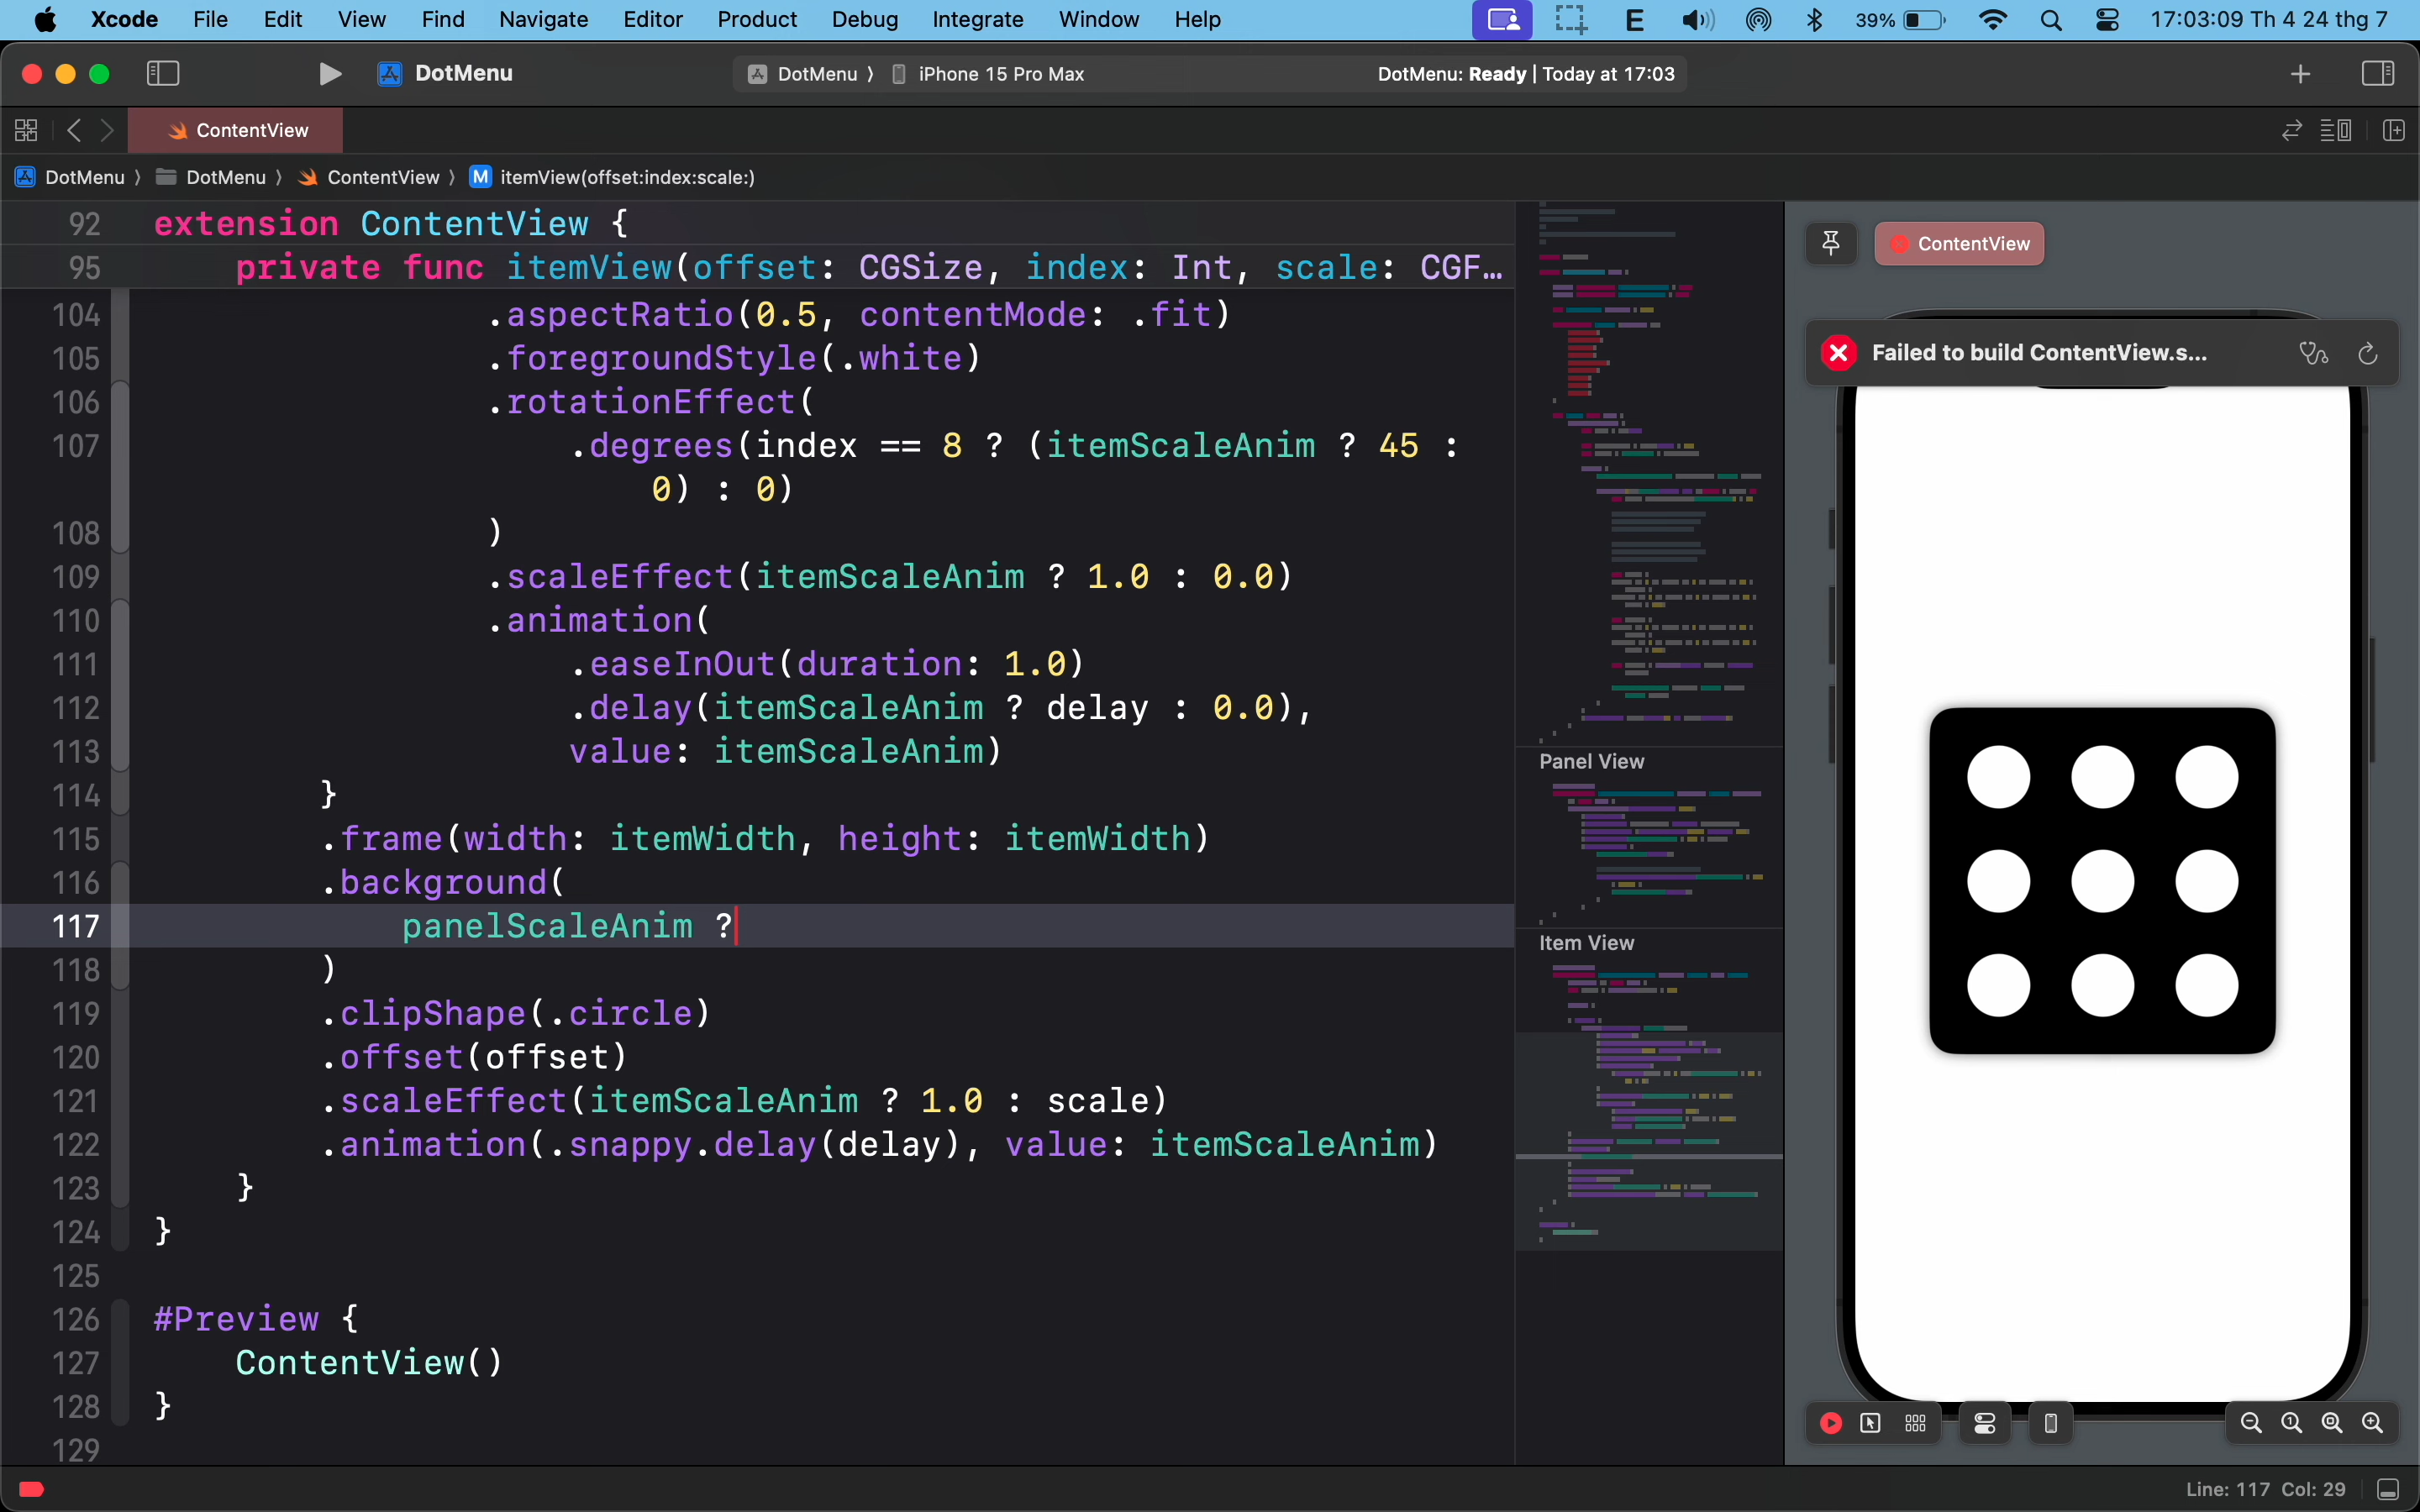 Xcode File Edit View Find Navigate Editor Product Debug Library Integrate Window Help E 39% 17:03:09 Th 4 24 thg 7
DotMenu DotMenu iPhone 15 Pro Max DotMenu: Ready | Today at 17:03
ContentView
DotMenu DotMenu ContentView M itemView(offset:index:scale:)
92 extension ContentView {
95 private func itemView(offset: CGSize, index: Int, scale: CGF…
104 .aspectRatio(0.5, contentMode: .fit)
105 .foregroundStyle(.white)
106 .rotationEffect(
107 .degrees(index == 8 ? (itemScaleAnim ? 45 :
0) : 0)
108 )
109 .scaleEffect(itemScaleAnim ? 1.0 : 0.0)
110 .animation(
111 .easeInOut(duration: 1.0)
112 .delay(itemScaleAnim ? delay : 0.0),
113 value: itemScaleAnim)
114 }
115 .frame(width: itemWidth, height: itemWidth)
116 .background(
117 panelScaleAnim ?
118 )
119 .clipShape(.circle)
120 .offset(offset)
121 .scaleEffect(itemScaleAnim ? 1.0 : scale)
122 .animation(.snappy.delay(delay), value: itemScaleAnim)
123 }
124 }
125
126 #Preview {
127 ContentView()
128 }
129
Panel View
Item View
ContentView
Failed to build ContentView.s...
Line: 117 Col: 29